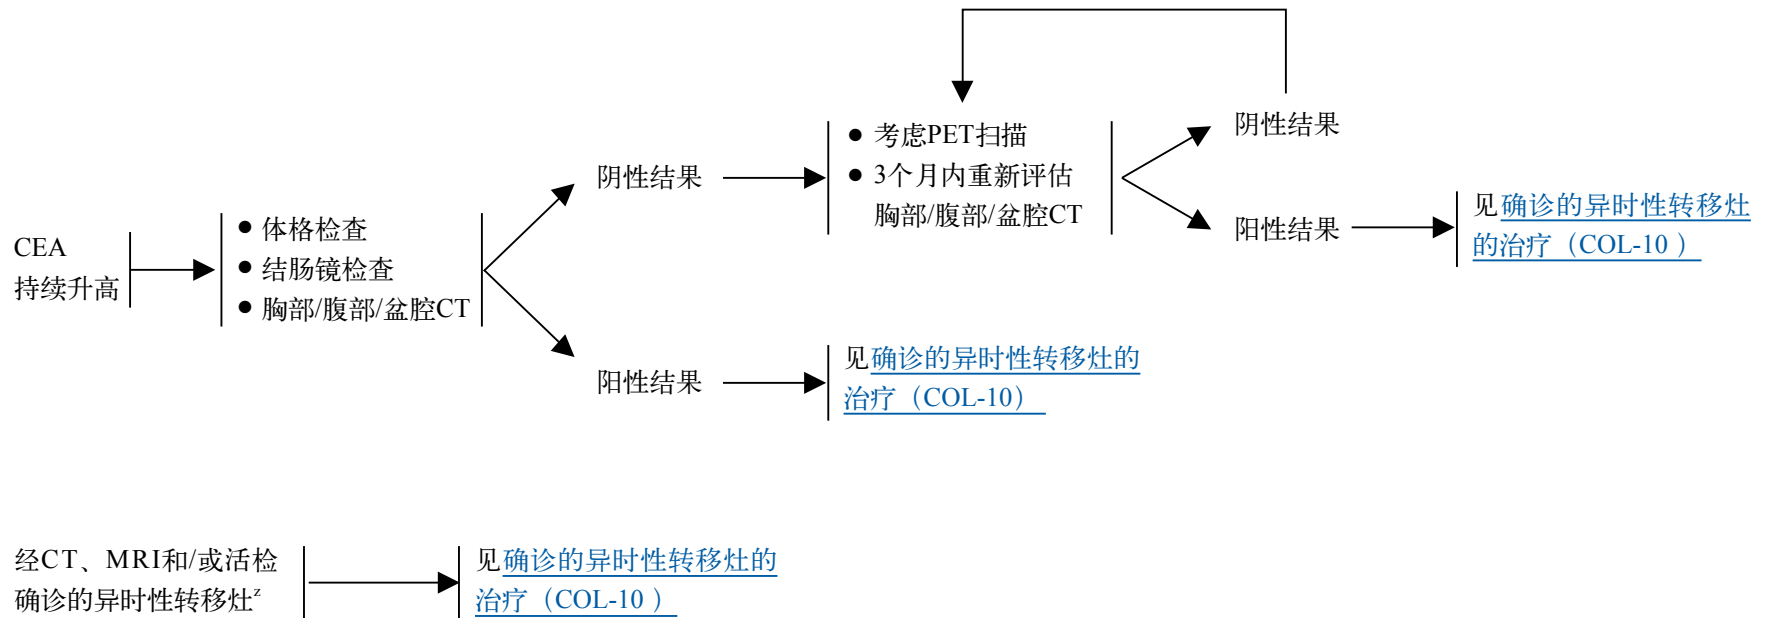 CEA
持续升高
● 体格检查
● 结肠镜检查
● 胸部/腹部/盆腔CT
阴性结果
● 考虑PET扫描
● 3个月内重新评估
胸部/腹部/盆腔CT
阴性结果
阳性结果
见确诊的异时性转移灶
的治疗（COL-10 ）
阳性结果
见确诊的异时性转移灶的
治疗（COL-10）
经CT、MRI和/或活检
确诊的异时性转移灶z
见确诊的异时性转移灶的
治疗（COL-10 ）